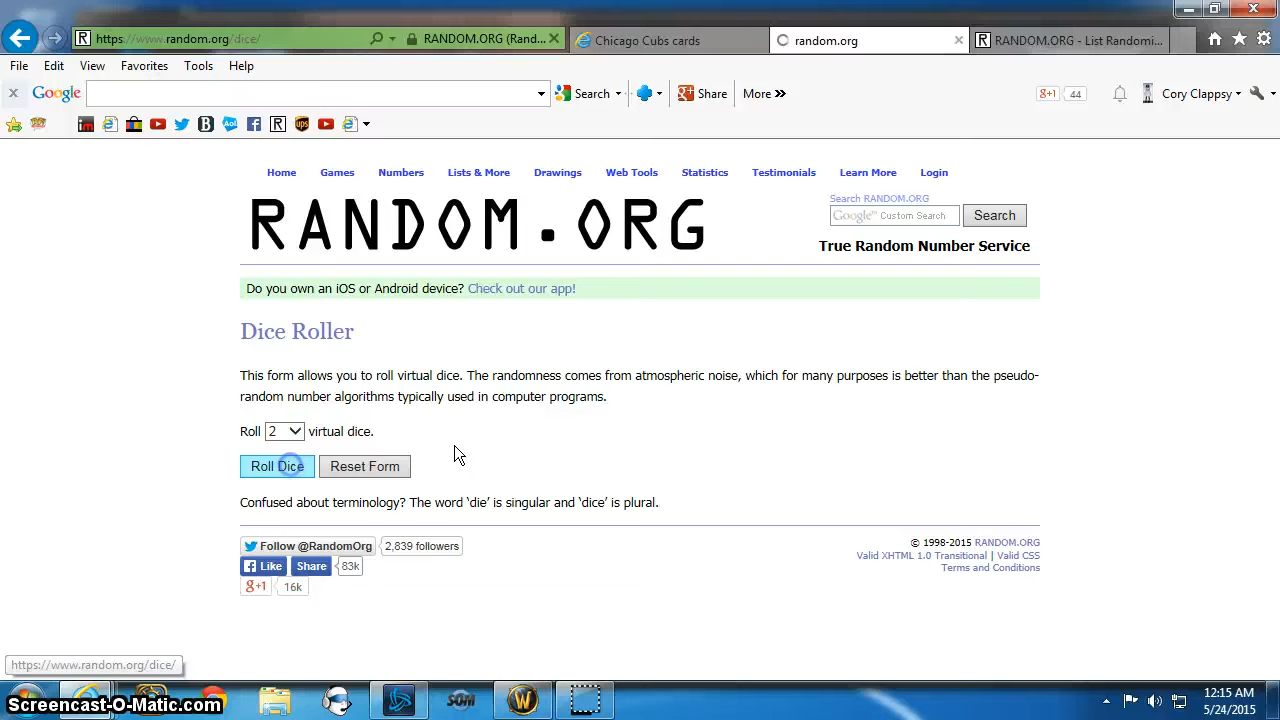 https://www.random.org/dice/
RANDOM.ORG (Rand...
Chicago Cubs cards
random.org
RANDOM.ORG - List Randomi...
File Edit View Favorites Tools Help
Google
Search
Share
More »
g+1 44
Cory Clappsy
Home Games Numbers Lists & More Drawings Web Tools Statistics Testimonials Learn More Login
RANDOM.ORG
Search RANDOM.ORG
Google™ Custom Search
Search
True Random Number Service
Do you own an iOS or Android device? Check out our app!
Dice Roller
This form allows you to roll virtual dice. The randomness comes from atmospheric noise, which for many purposes is better than the pseudo-
random number algorithms typically used in computer programs.
Roll 2 virtual dice.
Roll Dice Reset Form
Confused about terminology? The word ‘die’ is singular and ‘dice’ is plural.
Follow @RandomOrg 2,839 followers
Like Share 83k
g+1 16k
© 1998-2015 RANDOM.ORG
Valid XHTML 1.0 Transitional | Valid CSS
Terms and Conditions
https://www.random.org/dice/
Screencast-O-Matic.com
SOM
12:15 AM
5/24/2015